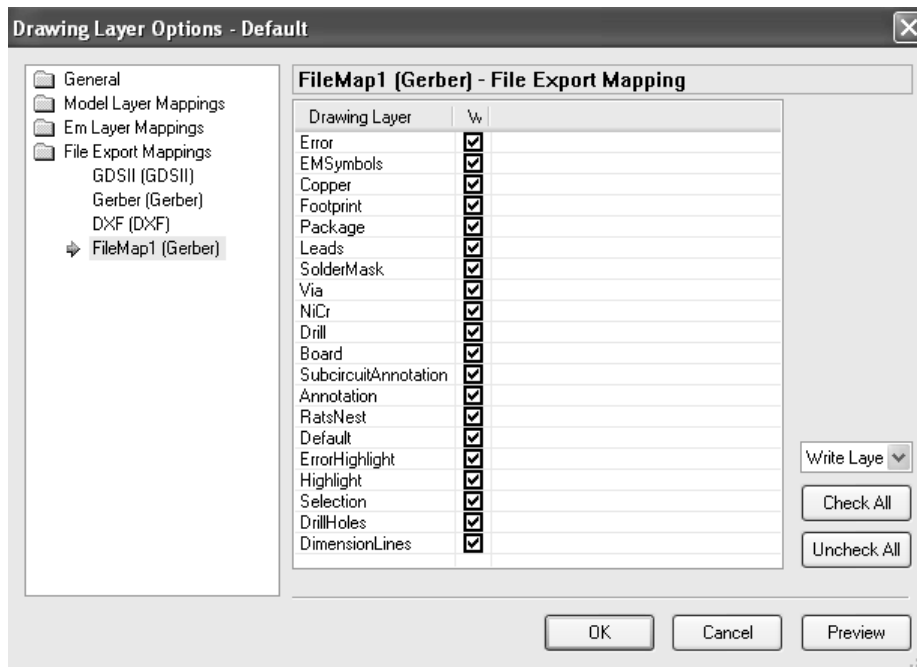 Drawing Layer Options - Default
General
Model Layer Mappings
Em Layer Mappings
File Export Mappings
GDSII (GDSII)
Gerber (Gerber)
DXF (DXF)
FileMap1 (Gerber)
FileMap1 (Gerber) - File Export Mapping
Drawing Layer W
Error
EMSymbols
Copper
Footprint
Package
Leads
SolderMask
Via
NiCr
Drill
Board
SubcircuitAnnotation
Annotation
RatsNest
Default
ErrorHighlight
Highlight
Selection
DrillHoles
DimensionLines
Write Laye
Check All
Uncheck All
OK Cancel Preview